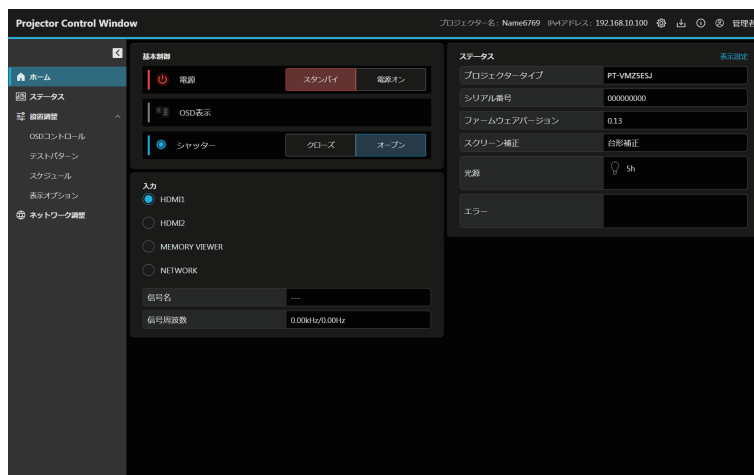 Projector Control Window
プロジェクター名: Name6769 IPv4アドレス: 192.168.10.100 管理者
ホーム
ステータス
設置調整
OSDコントロール
テストパターン
スケジュール
表示オプション
ネットワーク調整
基本制御
電源 スタンバイ 電源オン
OSD表示
シャッター クローズ オープン
入力
HDMI1
HDMI2
MEMORY VIEWER
NETWORK
信号名 ---
信号周波数 0.00kHz/0.00Hz
ステータス 表示設定
プロジェクタータイプ PT-VMZ5ESJ
シリアル番号 000000000
ファームウェアバージョン 0.13
スクリーン補正 台形補正
光源 5h
エラー